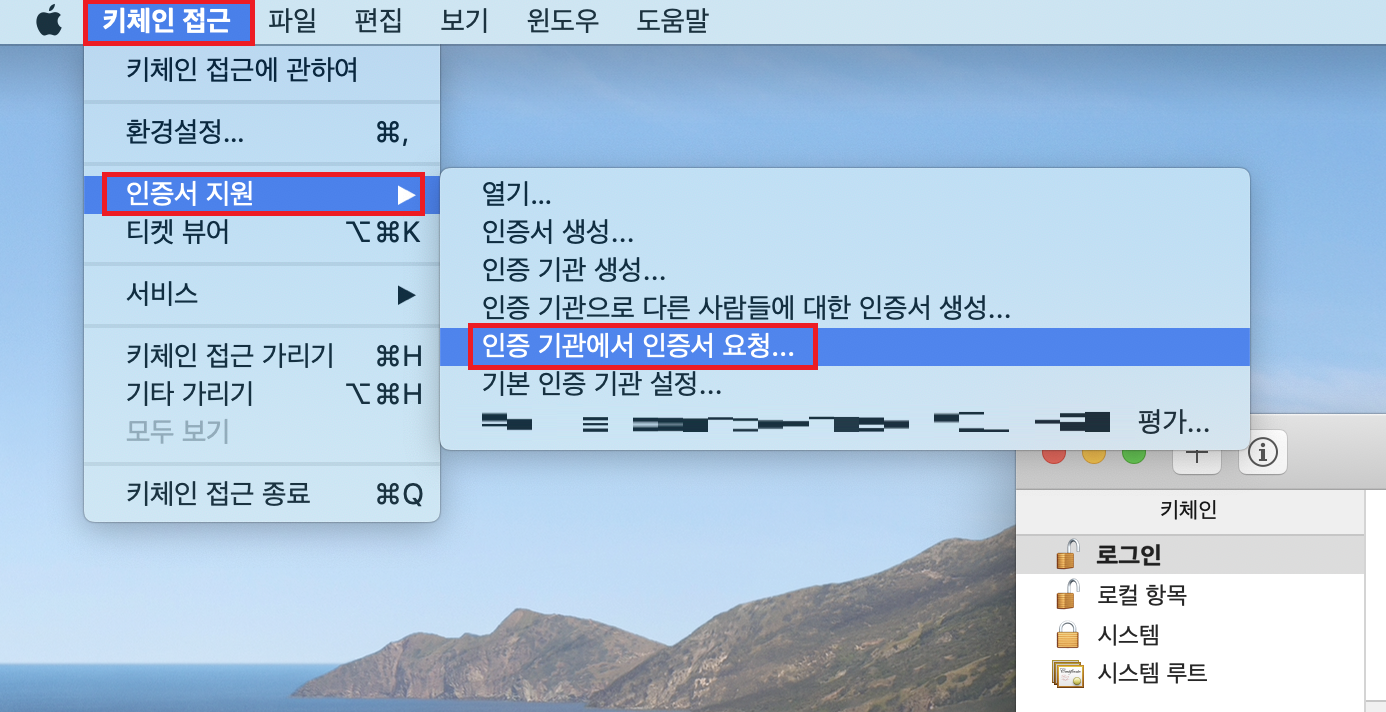 키체인 접근 파일 편집 보기 윈도우 도움말
키체인 접근에 관하여
환경설정... ⌘,
인증서 지원 ▶
티켓 뷰어 ⌥⌘K
서비스 ▶
키체인 접근 가리기 ⌘H
기타 가리기 ⌥⌘H
모두 보기
키체인 접근 종료 ⌘Q
열기...
인증서 생성...
인증 기관 생성...
인증 기관으로 다른 사람들에 대한 인증서 생성...
인증 기관에서 인증서 요청...
기본 인증 기관 설정...
평가...
키체인
로그인
로컬 항목
시스템
시스템 루트